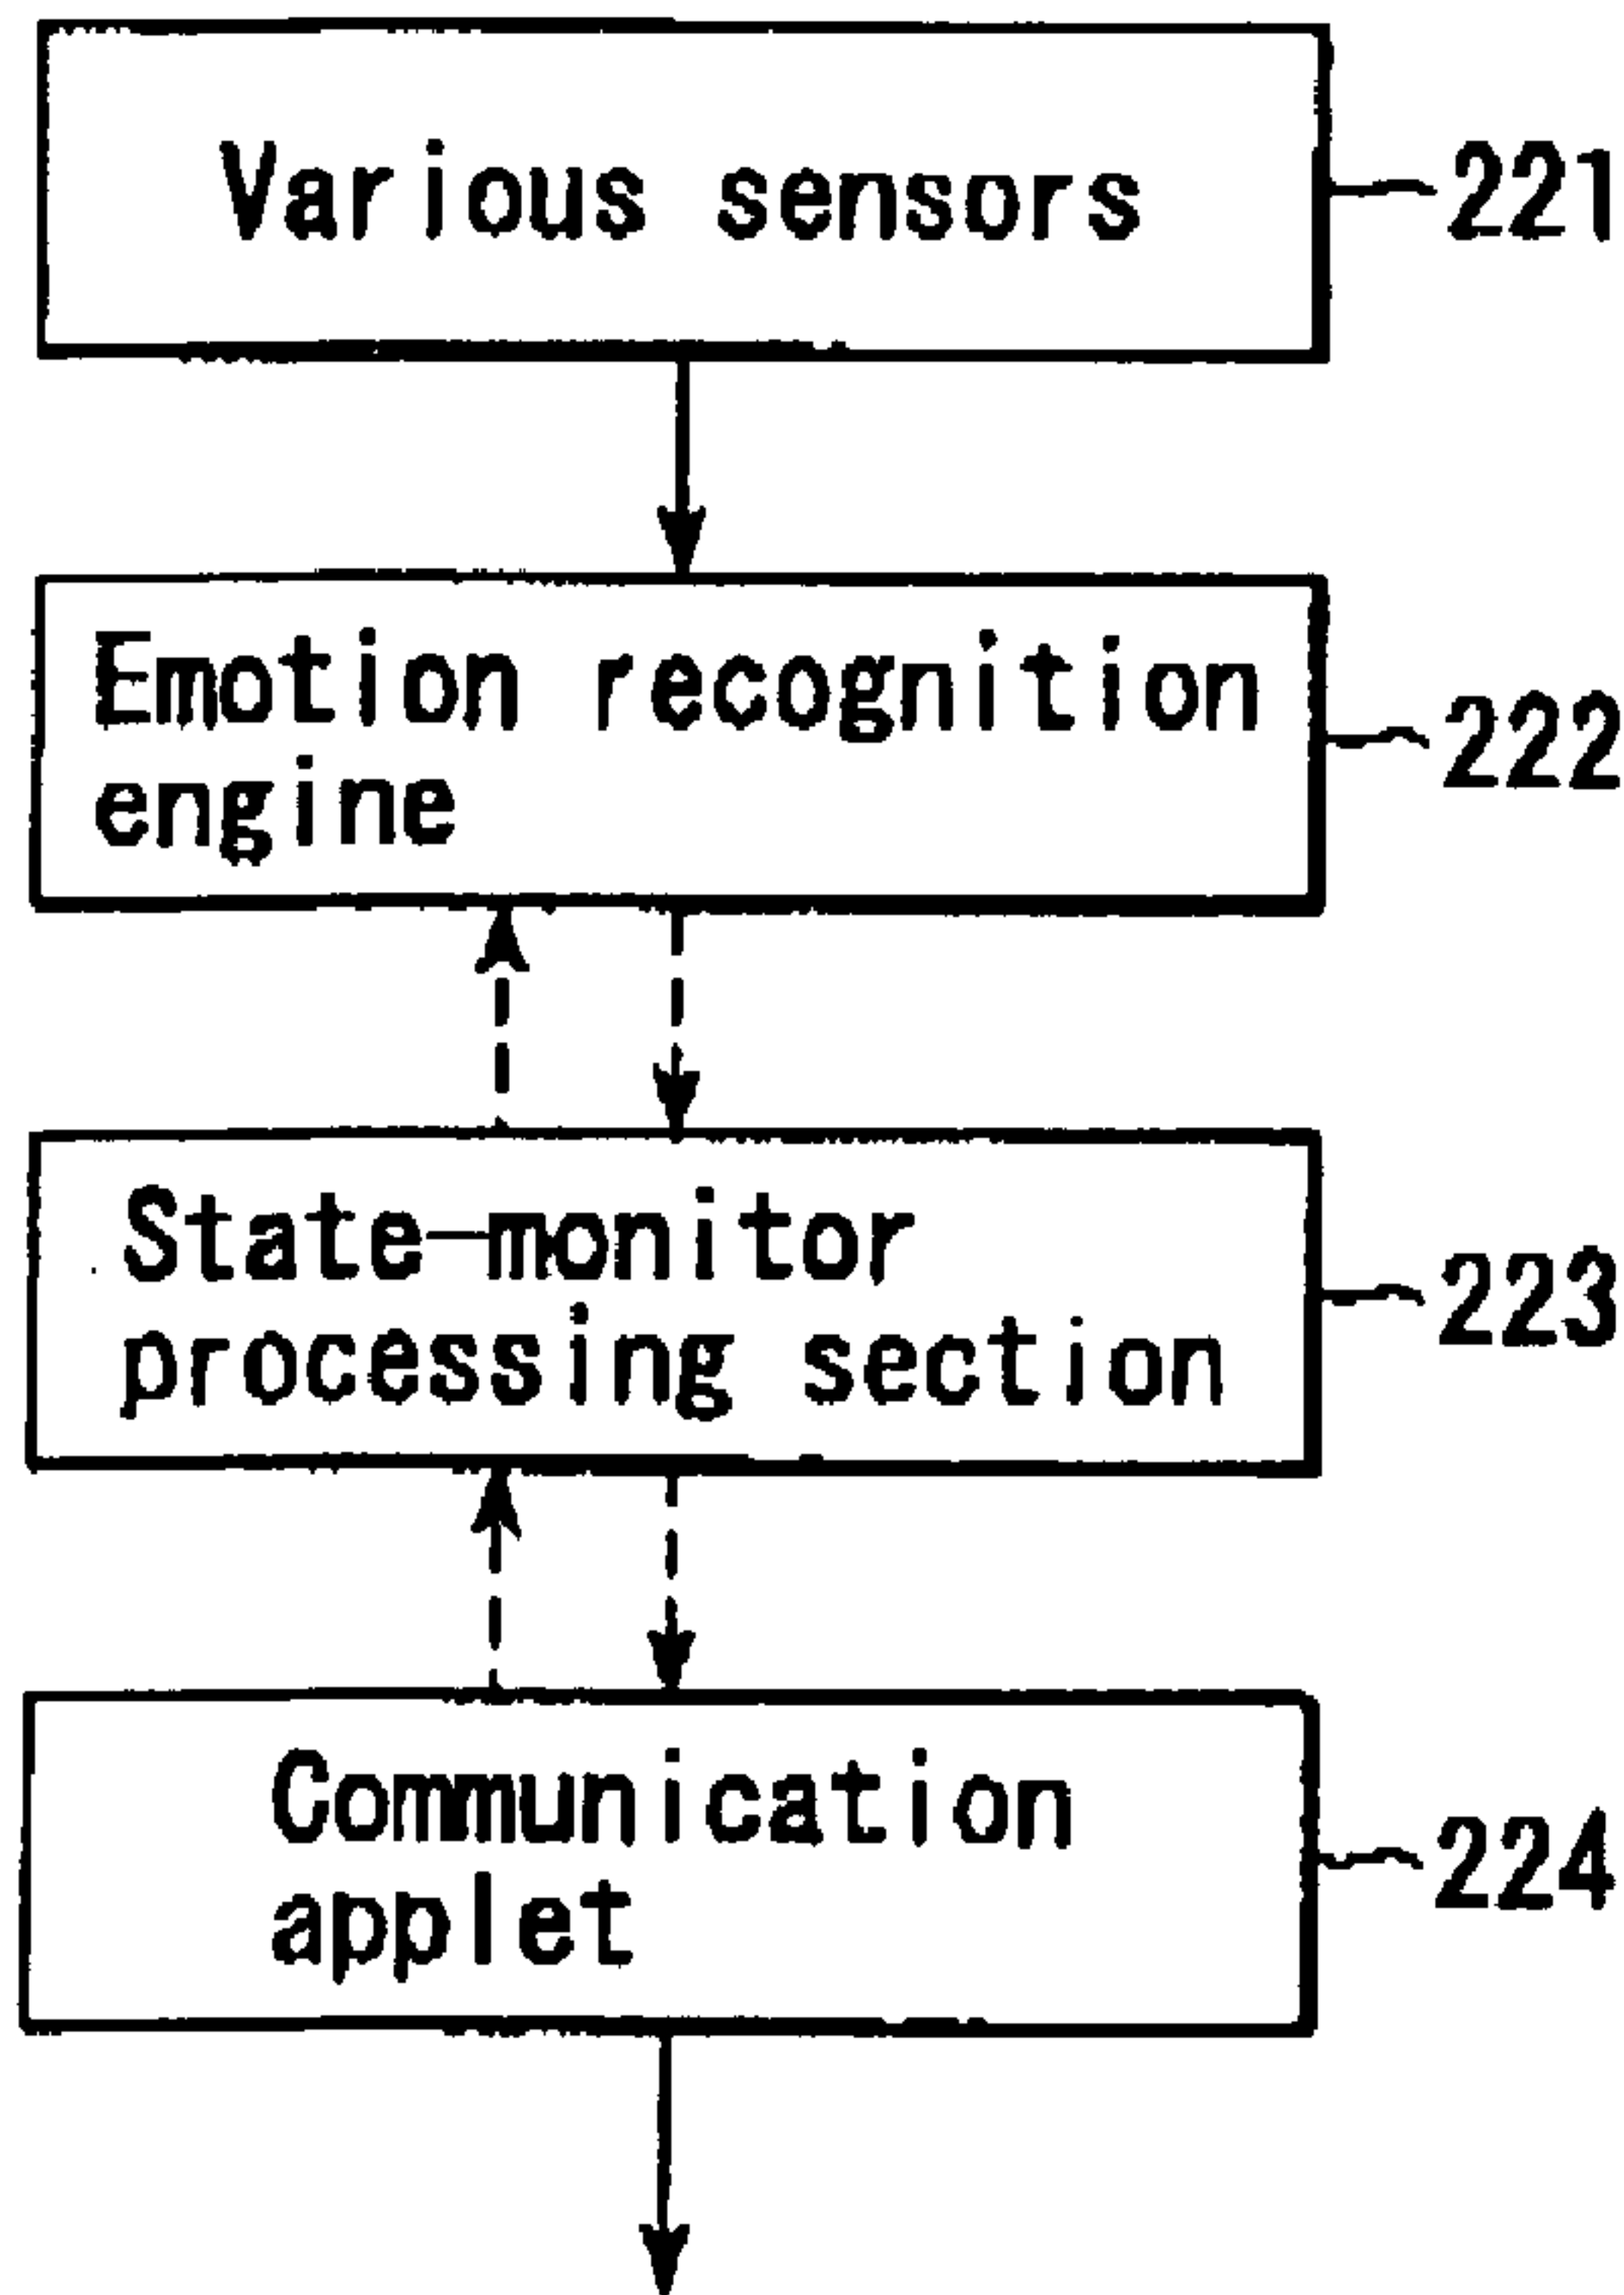 Various sensors
221
Emotion recognition
engine
222
State-monitor
processing section
223
Communication
applet
224